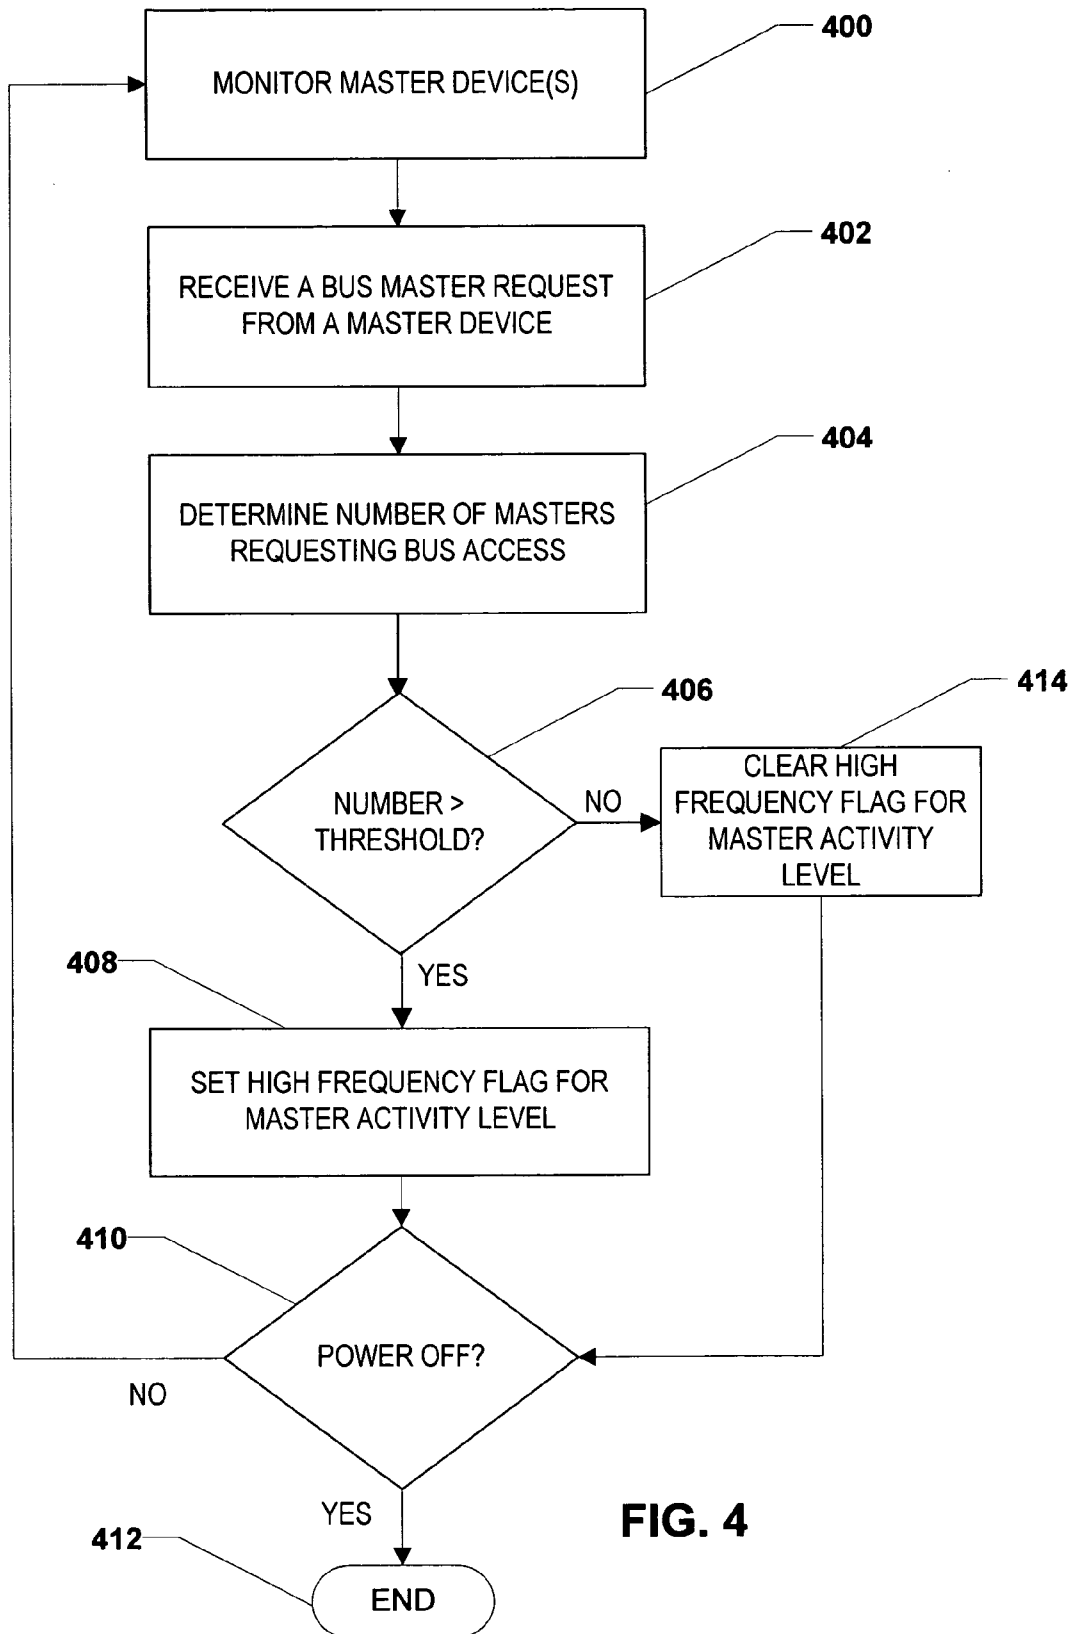 400
MONITOR MASTER DEVICE(S)
402
RECEIVE A BUS MASTER REQUEST
FROM A MASTER DEVICE
404
DETERMINE NUMBER OF MASTERS
REQUESTING BUS ACCESS
406
414
NUMBER >
THRESHOLD?
NO
CLEAR HIGH
FREQUENCY FLAG FOR
MASTER ACTIVITY
LEVEL
408
YES
SET HIGH FREQUENCY FLAG FOR
MASTER ACTIVITY LEVEL
410
POWER OFF?
NO
YES
FIG. 4
412
END